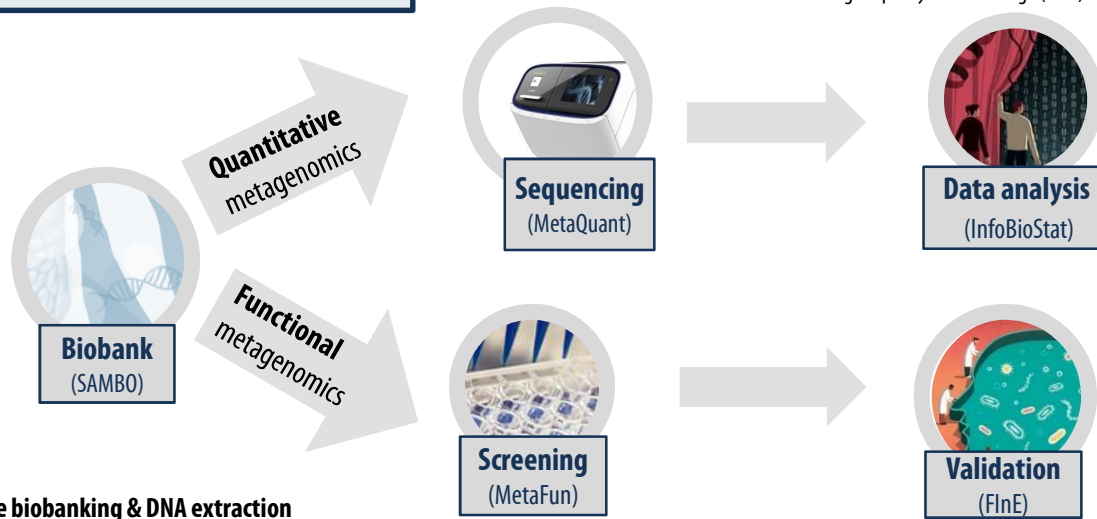 Quantitative
metagenomics
Sequencing
(MetaQuant)
Data analysis
(InfoBioStat)
Biobank
(SAMBO)
Functional
metagenomics
Screening
(MetaFun)
Validation
(FInE)
biobanking & DNA extraction